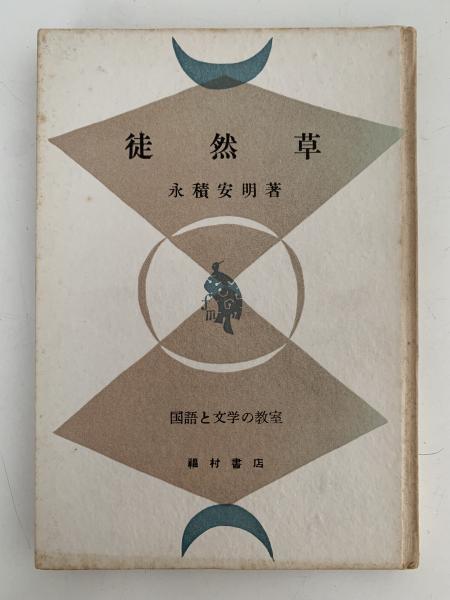 徒然草
永積安明著
fm
国語と文学の教室
福村書店